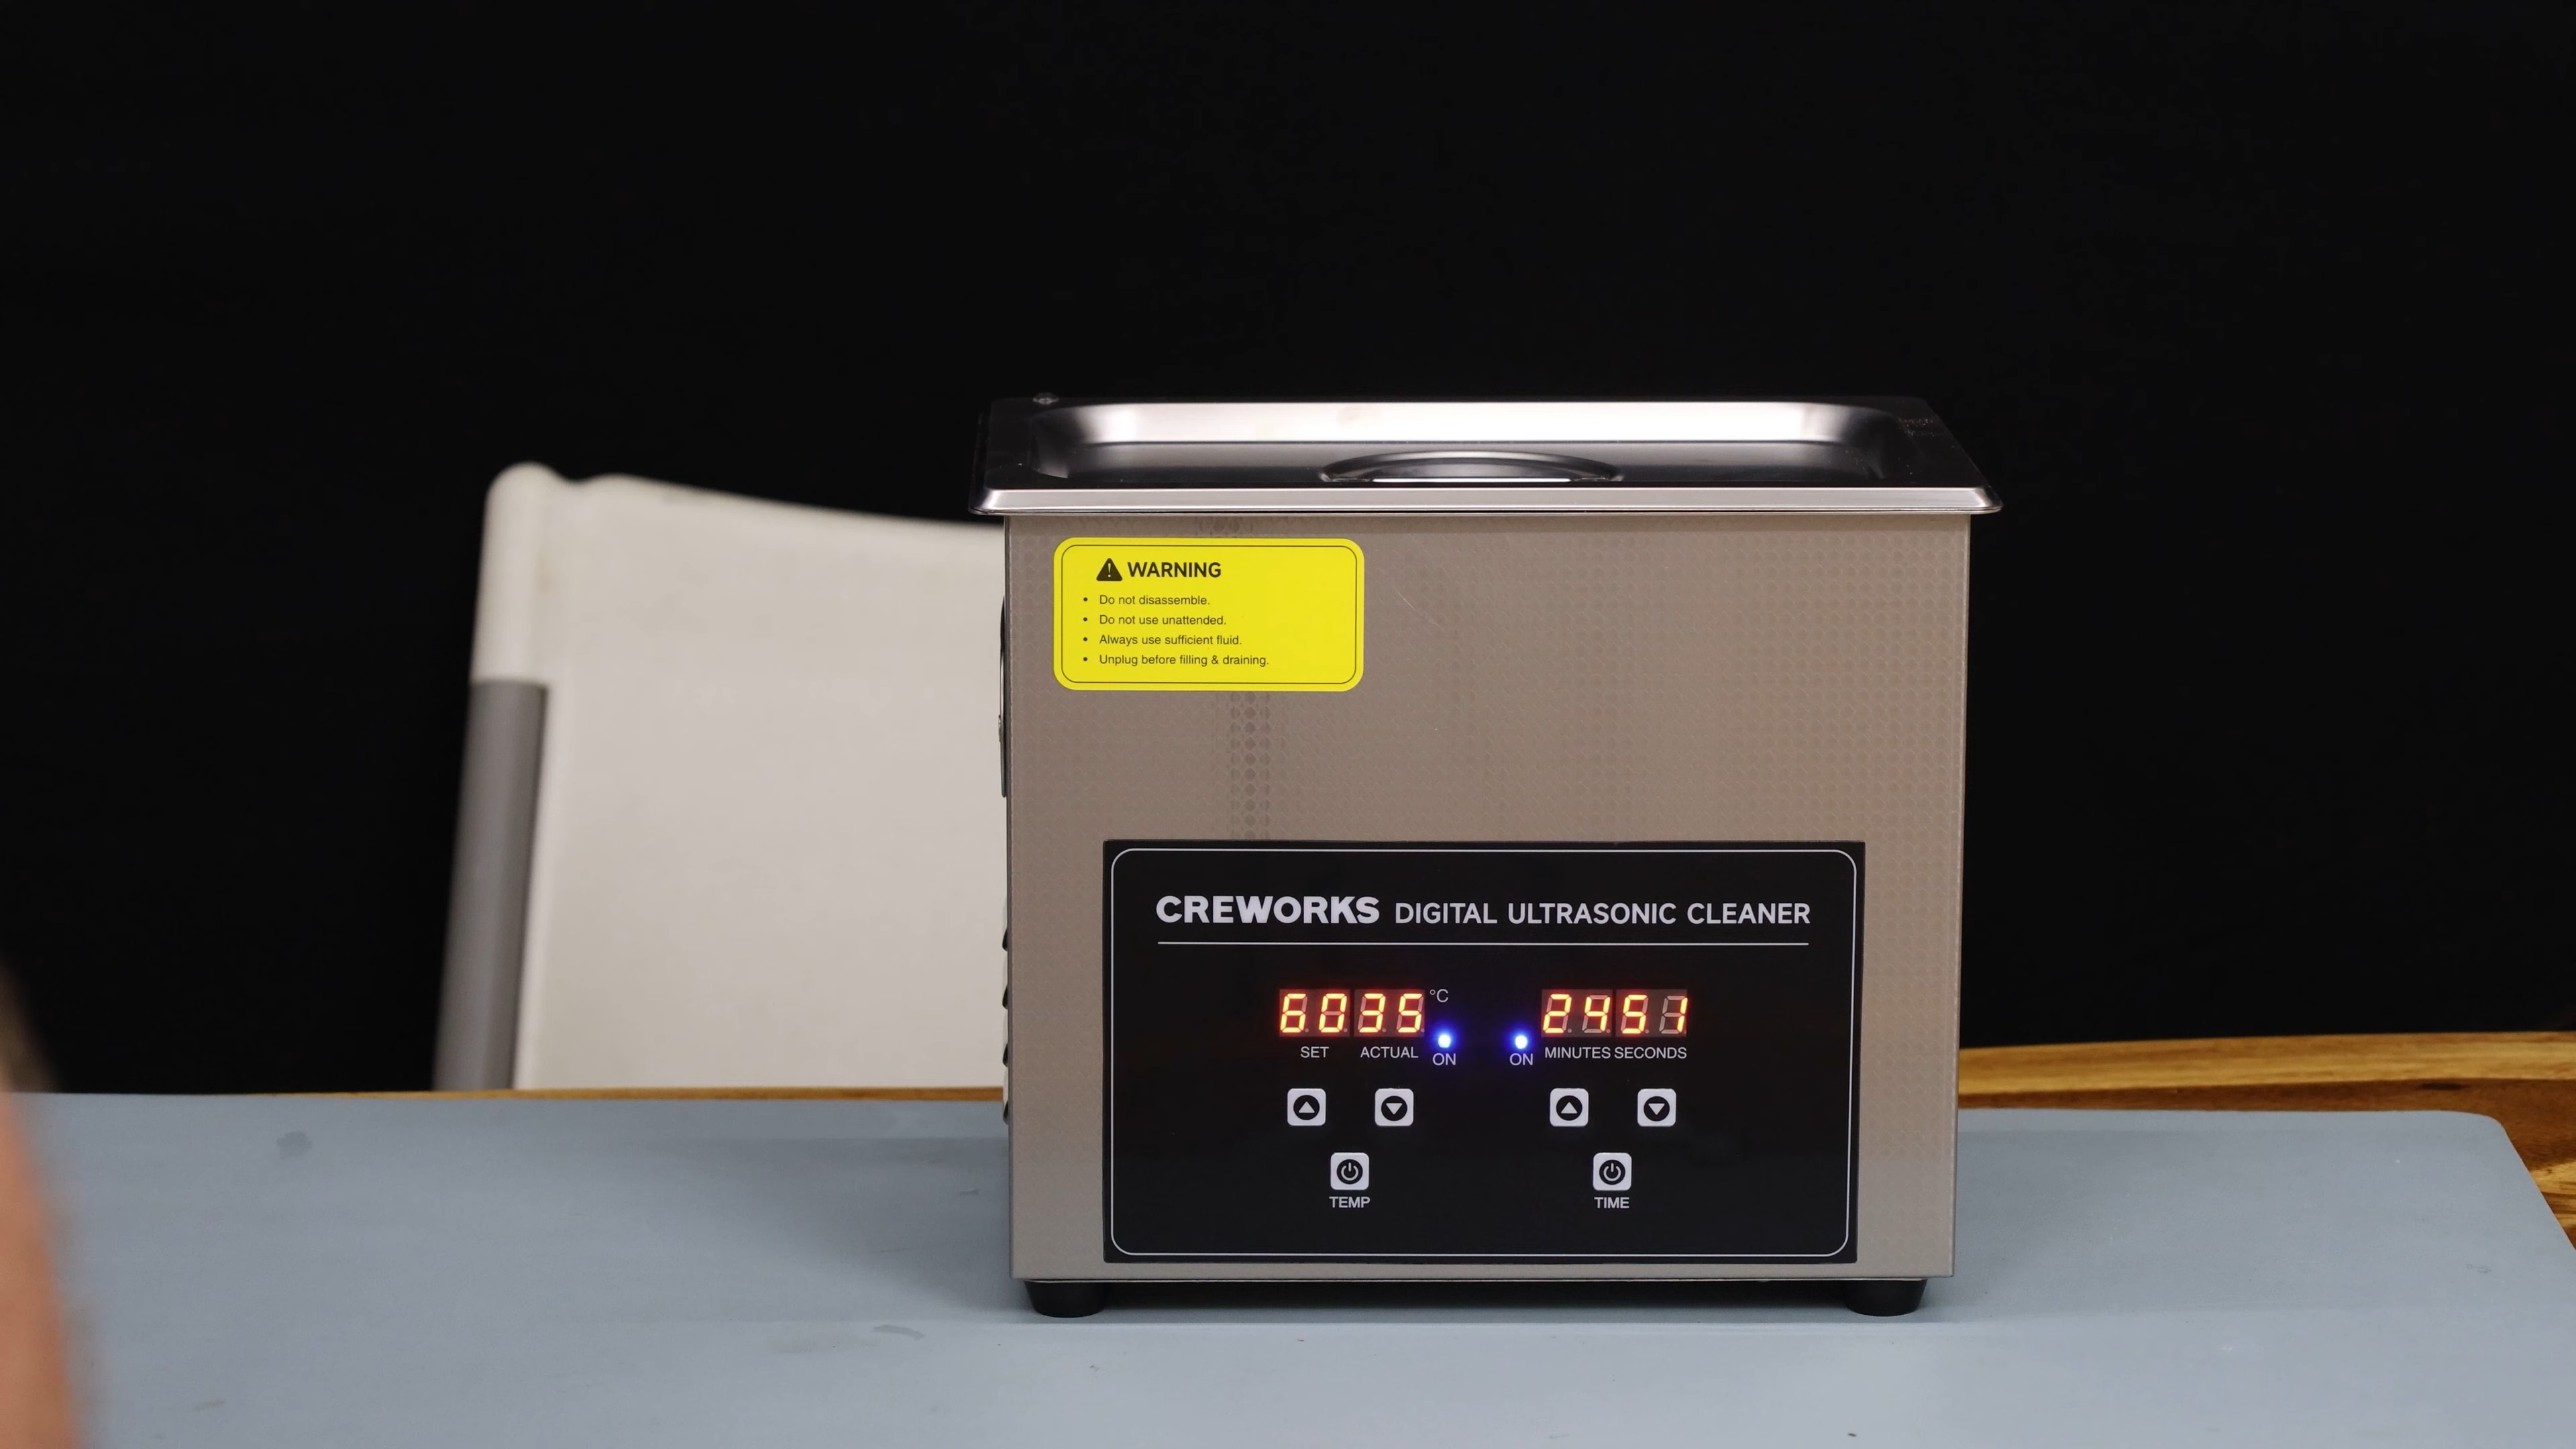 WARNING
• Do not disassemble.
• Do not use unattended.
• Always use sufficient fluid.
• Unplug before filling & draining.
CREWORKS DIGITAL ULTRASONIC CLEANER
6035 °C 2451
SET ACTUAL ON ON MINUTES SECONDS
TEMP TIME